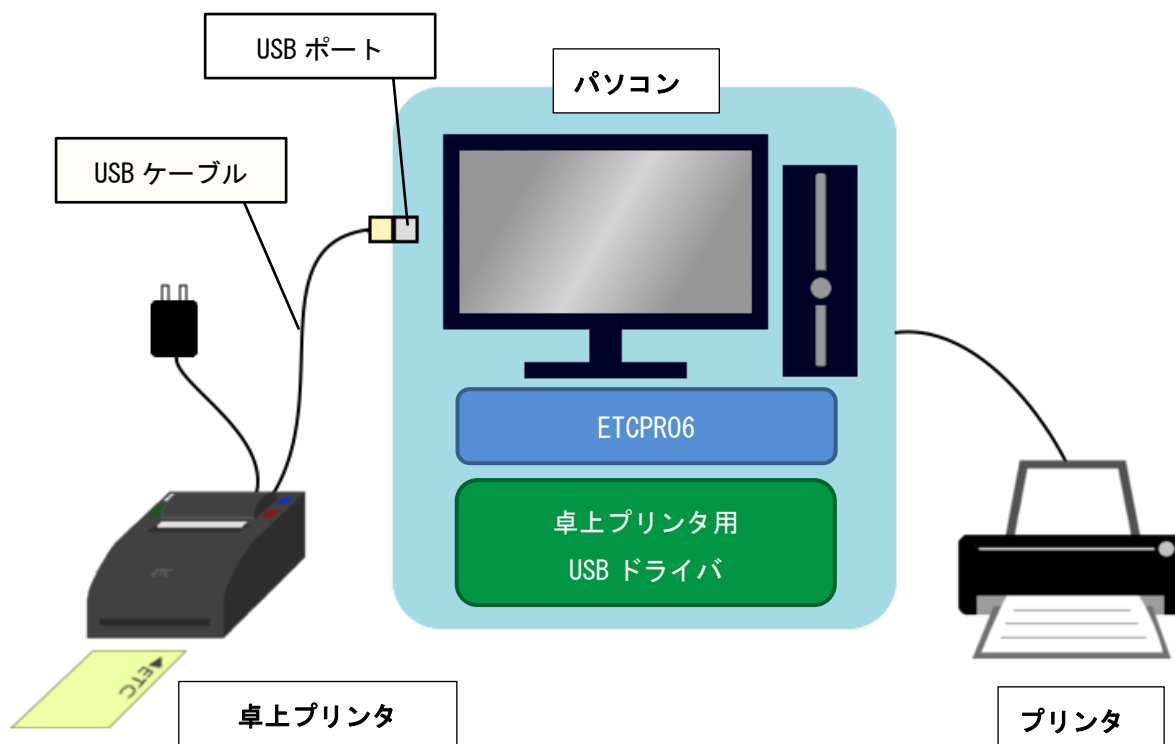 USB ポート
パソコン
USB ケーブル
ETCPRO6
卓上プリンタ用
USB ドライバ
ETC
◀ETC
卓上プリンタ
プリンタ